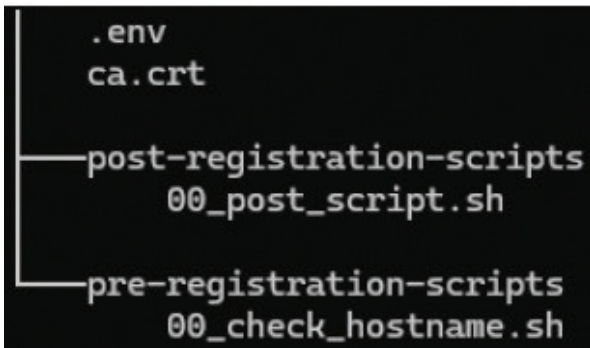 .env
ca.crt
post-registration-scripts
00_post_script.sh
pre-registration-scripts
00_check_hostname.sh